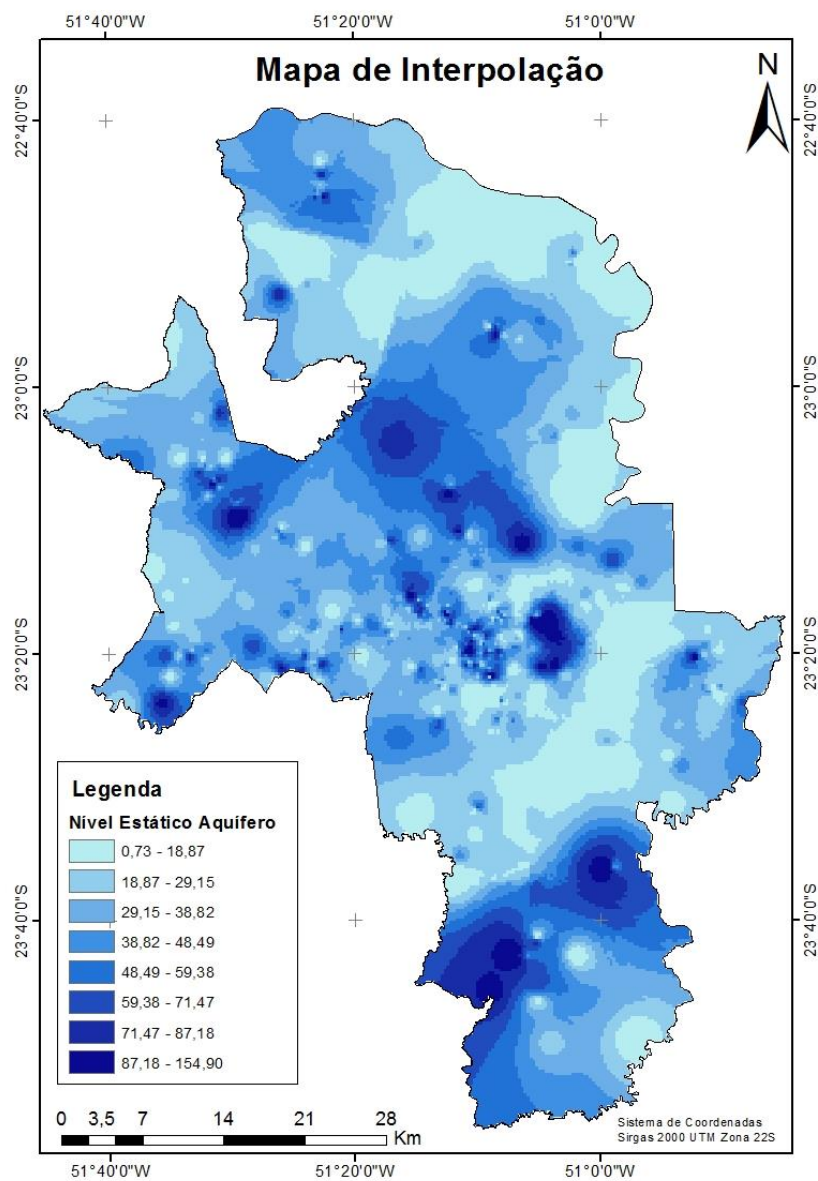 51°40'0"W 51°20'0"W 51°0'0"W
Mapa de Interpolação
N
22°40'0"S 22°40'0"S
23°0'0"S 23°0'0"S
23°20'0"S 23°20'0"S
23°40'0"S 23°40'0"S
Legenda
Nível Estático Aquífero
0,73 - 18,87
18,87 - 29,15
29,15 - 38,82
38,82 - 48,49
48,49 - 59,38
59,38 - 71,47
71,47 - 87,18
87,18 - 154,90
0 3,5 7 14 21 28
Km
Sistema de Coordenadas
Sirgas 2000 UTM Zona 22S
51°40'0"W 51°20'0"W 51°0'0"W